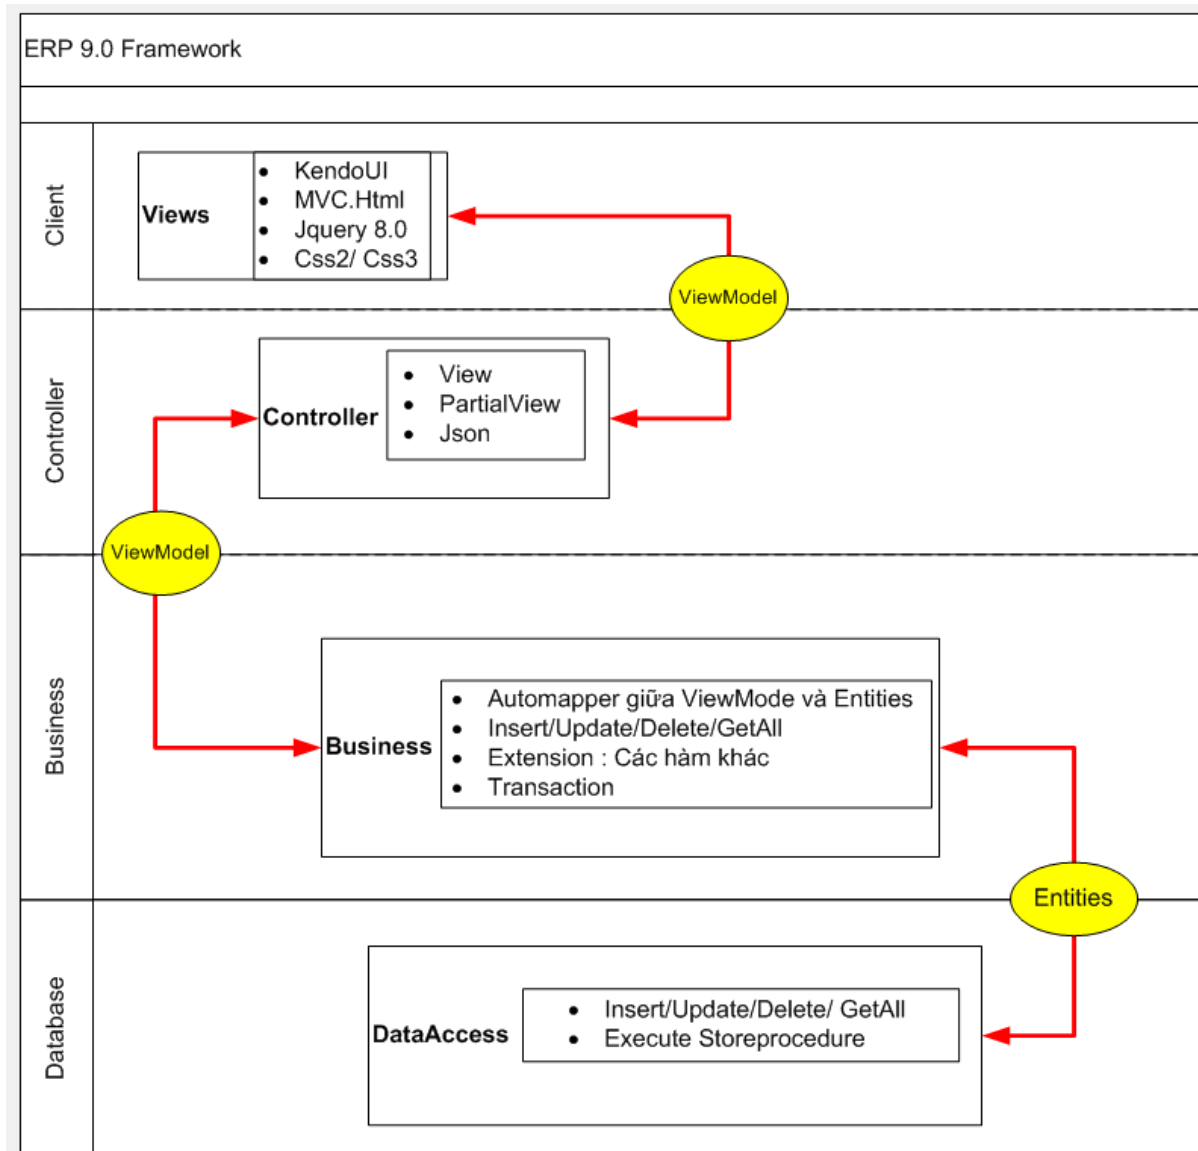 ERP 9.0 Framework
Client
Views
• KendoUI
• MVC.Html
• Jquery 8.0
• Css2/ Css3
ViewModel
Controller
Controller
• View
• PartialView
• Json
ViewModel
Business
Business
• Automapper giữa ViewMode và Entities
• Insert/Update/Delete/GetAll
• Extension : Các hàm khác
• Transaction
Entities
Database
DataAccess
• Insert/Update/Delete/ GetAll
• Execute Storeprocedure